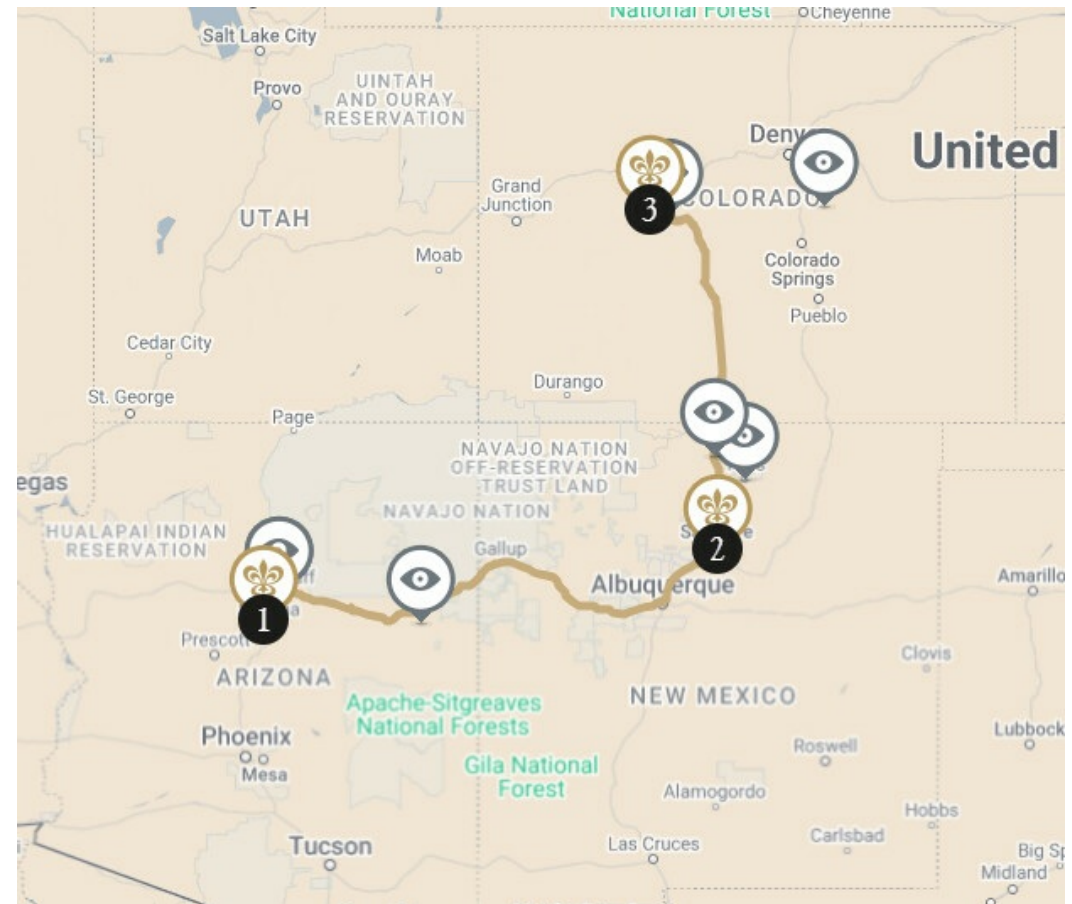 National Forest
Cheyenne
Salt Lake City
Provo
UINTAH
AND OURAY
RESERVATION
United
COLORADO
Grand
Junction
3
UTAH
Moab
Colorado
Springs
Pueblo
Cedar City
Durango
St. George
Page
NAVAJO NATION
OFF-RESERVATION
TRUST LAND
NAVAJO NATION
HUALAPAI INDIAN
RESERVATION
2
Gallup
Albuquerque
Amarillo
1
Prescott
ARIZONA
Clovis
Apache-Sitgreaves
National Forests
NEW MEXICO
Phoenix
Mesa
Lubbock
Roswell
Gila National
Forest
Alamogordo
Hobbs
Carlsbad
Tucson
Las Cruces
Big Sp
Midland